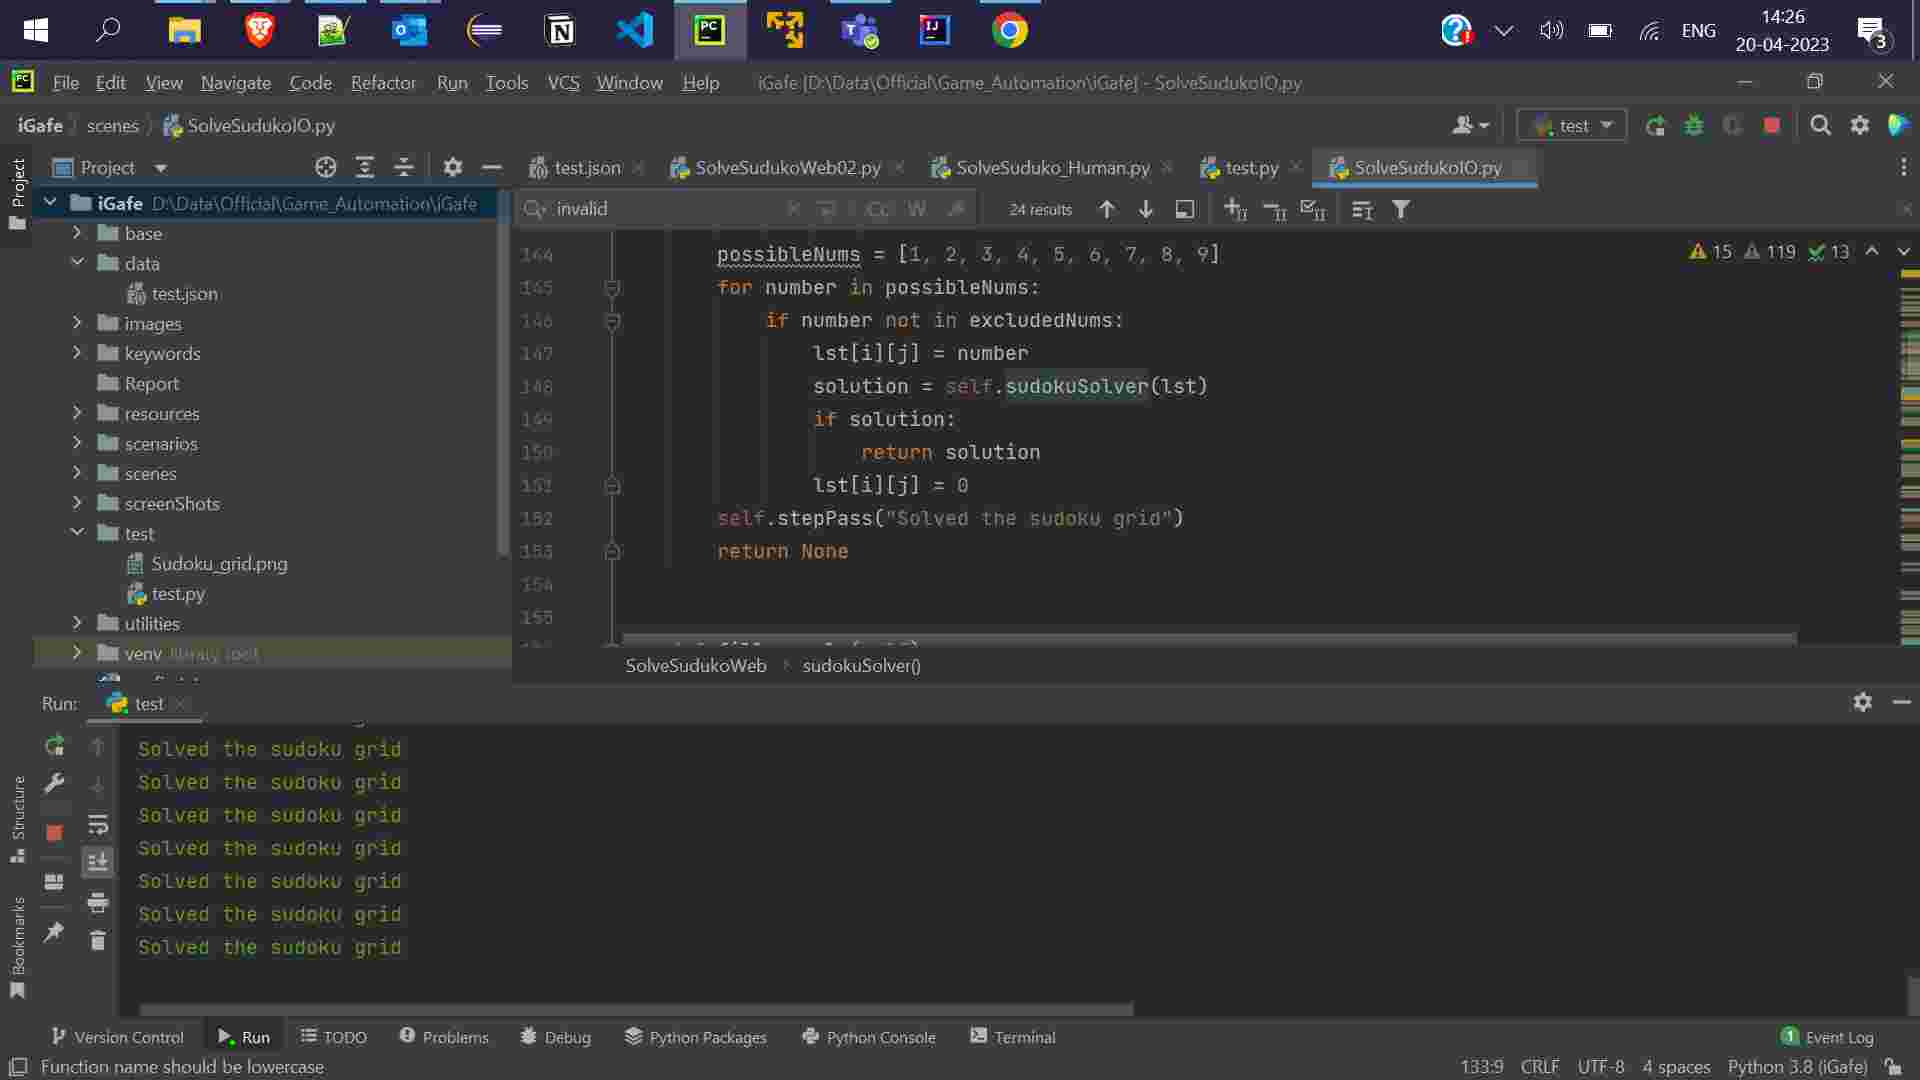 14:26
ENG
20-04-2023
3
File Edit View Navigate Code Refactor Run Tools VCS Window Help iGafe [D:\Data\Official\Game_Automation\iGafe] - SolveSudukoIO.py
iGafe scenes SolveSudukoIO.py
test
Project
Project
test.json
SolveSudukoWeb02.py
SolveSuduko_Human.py
test.py
SolveSudukoIO.py
iGafe D:\Data\Official\Game_Automation\iGafe
base
data
test.json
images
keywords
Report
resources
scenarios
scenes
screenShots
test
Sudoku_grid.png
test.py
utilities
venv library root
invalid
Cc W
24 results
15 119 13
144 possibleNums = [1, 2, 3, 4, 5, 6, 7, 8, 9]
145 for number in possibleNums:
146 if number not in excludedNums:
147 lst[i][j] = number
148 solution = self.sudokuSolver(lst)
149 if solution:
150 return solution
151 lst[i][j] = 0
152 self.stepPass("Solved the sudoku grid")
153 return None
154
155
SolveSudukoWeb sudokuSolver()
Run: test
Solved the sudoku grid
Solved the sudoku grid
Solved the sudoku grid
Solved the sudoku grid
Solved the sudoku grid
Solved the sudoku grid
Solved the sudoku grid
Structure
Bookmarks
Version Control Run TODO Problems Debug Python Packages Python Console Terminal 1 Event Log
Function name should be lowercase 133:9 CRLF UTF-8 4 spaces Python 3.8 (iGafe)